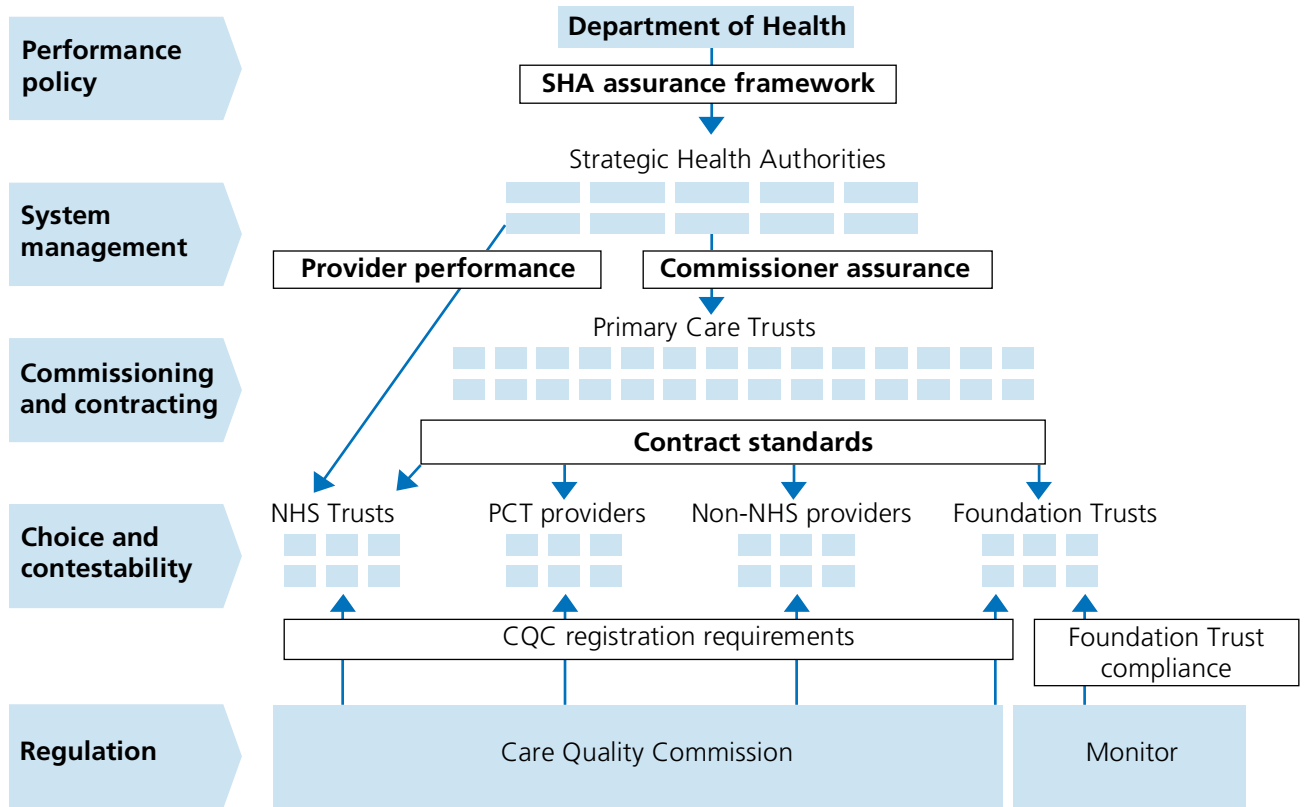 Performance
policy
Department of Health
SHA assurance framework
Strategic Health Authorities
System
management
Provider performance
Commissioner assurance
Primary Care Trusts
Commissioning
and contracting
Contract standards
Choice and
contestability
NHS Trusts
PCT providers
Non-NHS providers
Foundation Trusts
CQC registration requirements
Foundation Trust
compliance
Regulation
Care Quality Commission
Monitor